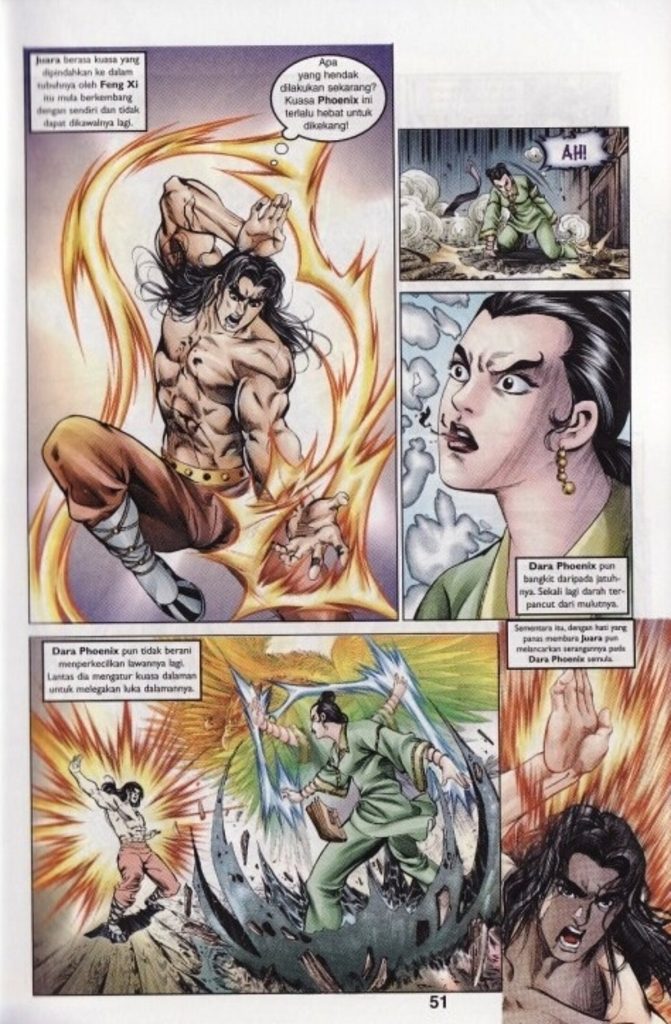 Juara berasa kuasa yang
dipindahkan ke dalam
tubuhnya oleh Feng Xi
itu mula berkembang
dengan sendiri dan tidak
dapat dikawalnya lagi.
Apa
yang hendak
dilakukan sekarang?
Kuasa Phoenix ini
terlalu hebat untuk
dikekang!
AH!
Dara Phoenix pun
bangkit daripada jatuh-
nya. Sekali lagi darah ter-
pancut dari mulutnya.
Dara Phoenix pun tidak berani
memperkecilkan lawannya lagi.
Lantas dia mengatur kuasa dalaman
untuk melegakan luka dalamannya.
Sementara itu, dengan hati yang
panas membara Juara pun
melancarkan serangannya pada
Dara Phoenix semula.
51